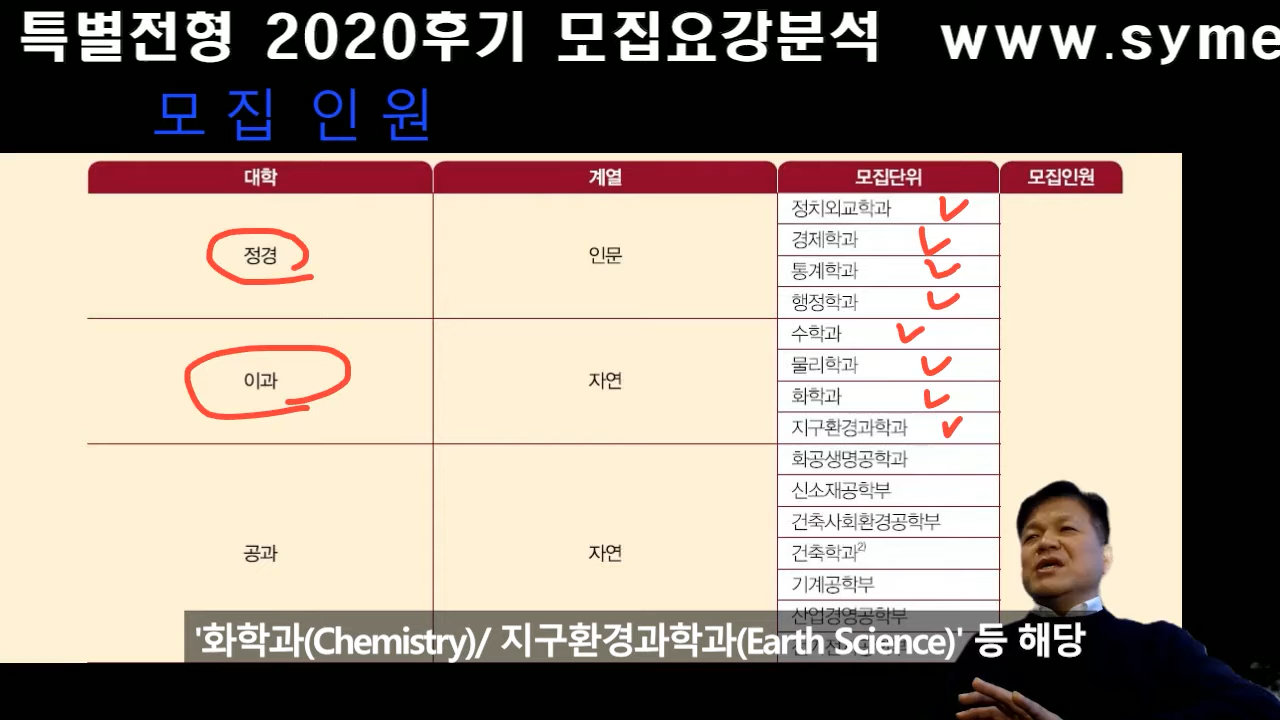 특별전형 2020후기 모집요강분석 www.syme
모집인원
대학 계열 모집단위 모집인원
정경 인문
정치외교학과
경제학과
통계학과
행정학과
이과 자연
수학과
물리학과
화학과
지구환경과학과
공과 자연
화공생명공학과
신소재공학부
건축사회환경공학부
건축학과2)
기계공학부
산업경영공학부
'화학과(Chemistry)/ 지구환경과학과(Earth Science)' 등 해당